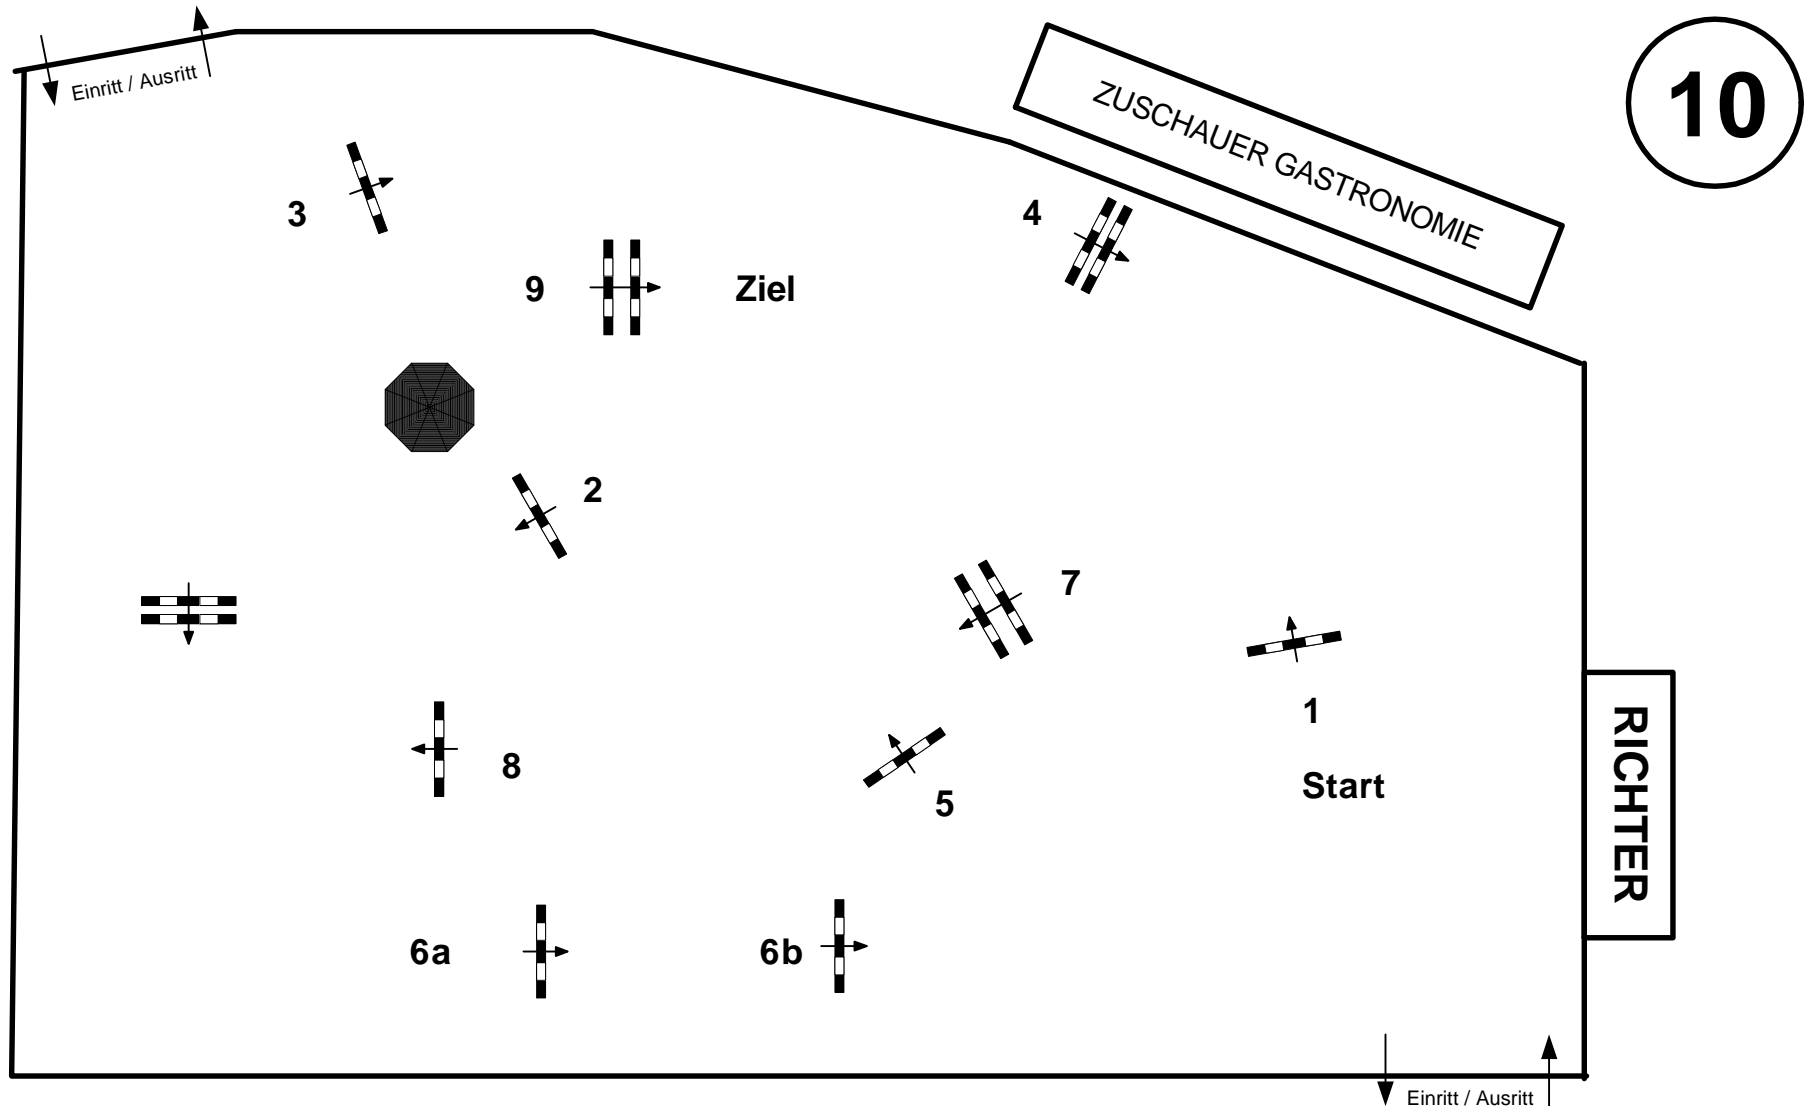 Einritt / Ausritt
ZUSCHAUER GASTRONOMIE
10
3
4
9
Ziel
2
7
1
8
5
Start
RICHTER
6a
6b
Einritt / Ausritt